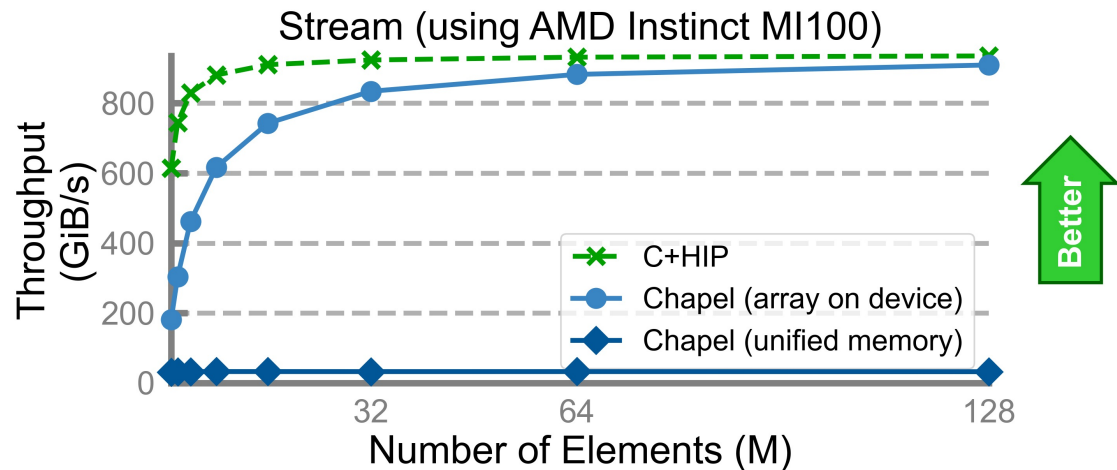 Stream (using AMD Instinct MI100)
Throughput
(GiB/s)
800
600
400
200
0
32
64
128
Number of Elements (M)
C+HIP
Chapel (array on device)
Chapel (unified memory)
Better